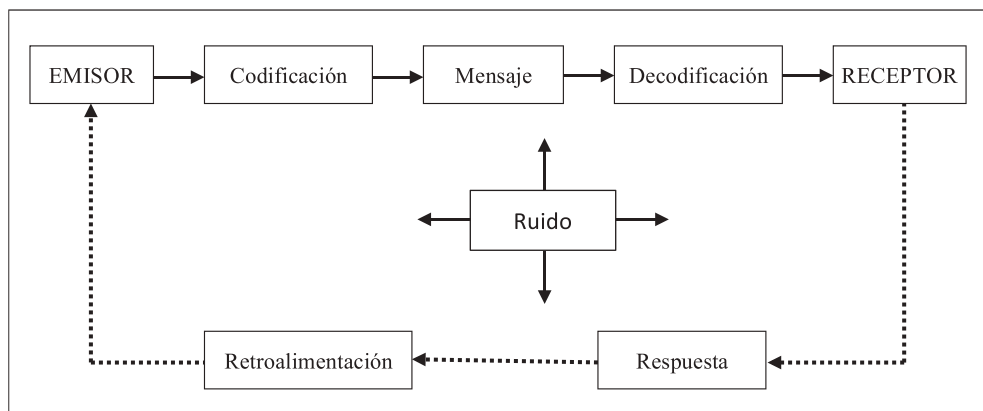 EMISOR
Codificación
Mensaje
Decodificación
RECEPTOR
Ruido
Retroalimentación
Respuesta